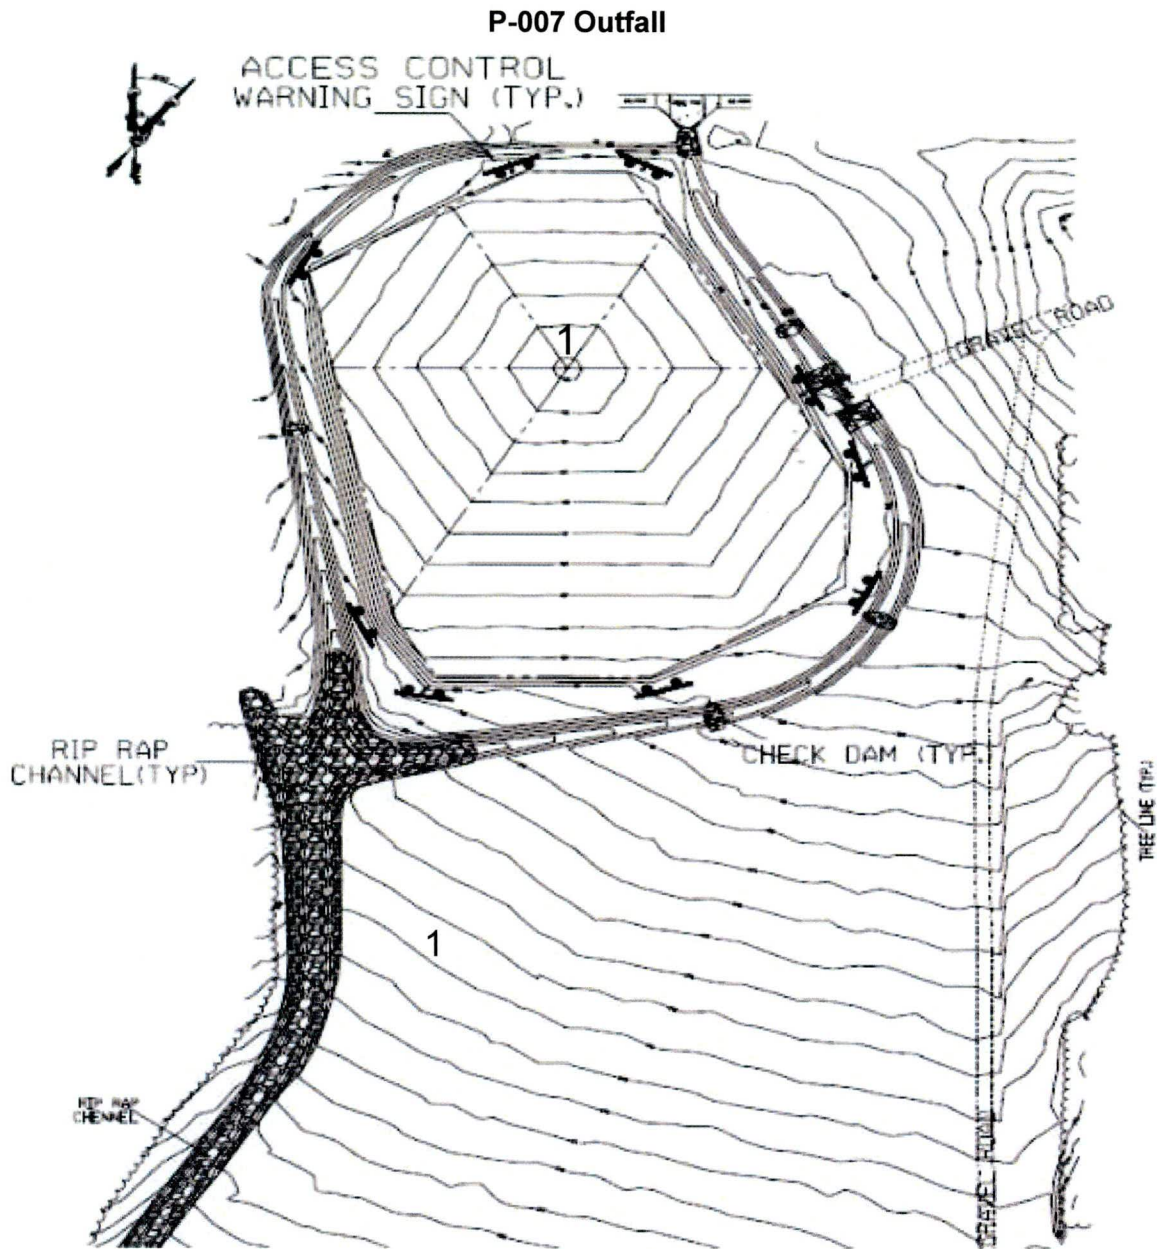 P-007 Outfall
ACCESS CONTROL
WARNING SIGN (TYP.)
GRAVEL ROAD
1
RIP RAP
CHANNEL(TYP)
CHECK DAM (TYP.)
TREE LINE (TYP.)
1
RIP RAP
CHENNEL
GRAVEL ROAD